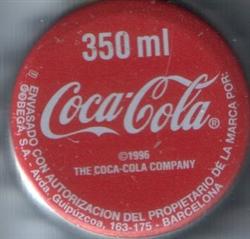 350 ml
Coca-Cola®
©1996
THE COCA-COLA COMPANY
ENVASADO CON AUTORIZACION DEL PROPIETARIO DE LA MARCA POR:
COBEGA, S.A. - Avda. Guipúzcoa, 163-175 - BARCELONA